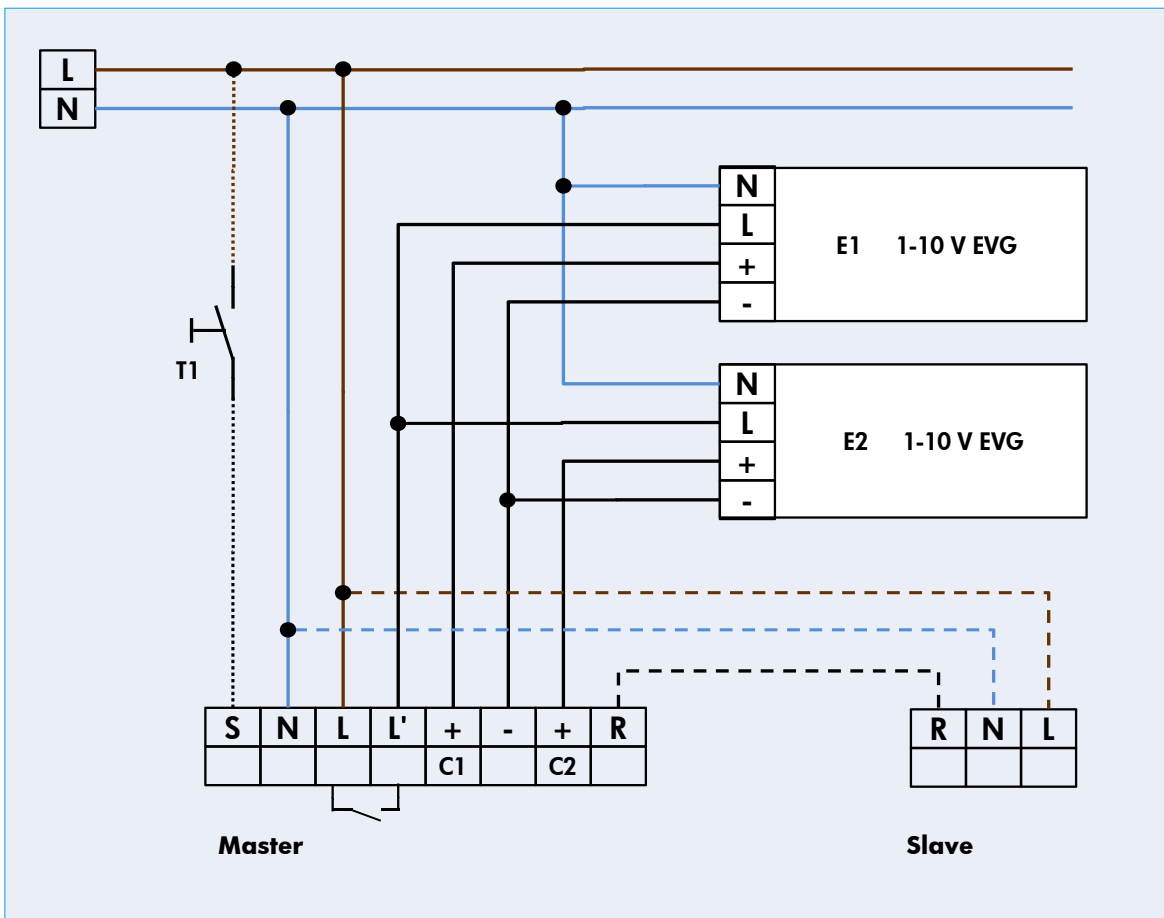 L
N
N
L
E1 1-10 V EVG
+
-
T1
N
L
E2 1-10 V EVG
+
-
S N L L' + - + R
C1 C2
R N L
Master
Slave